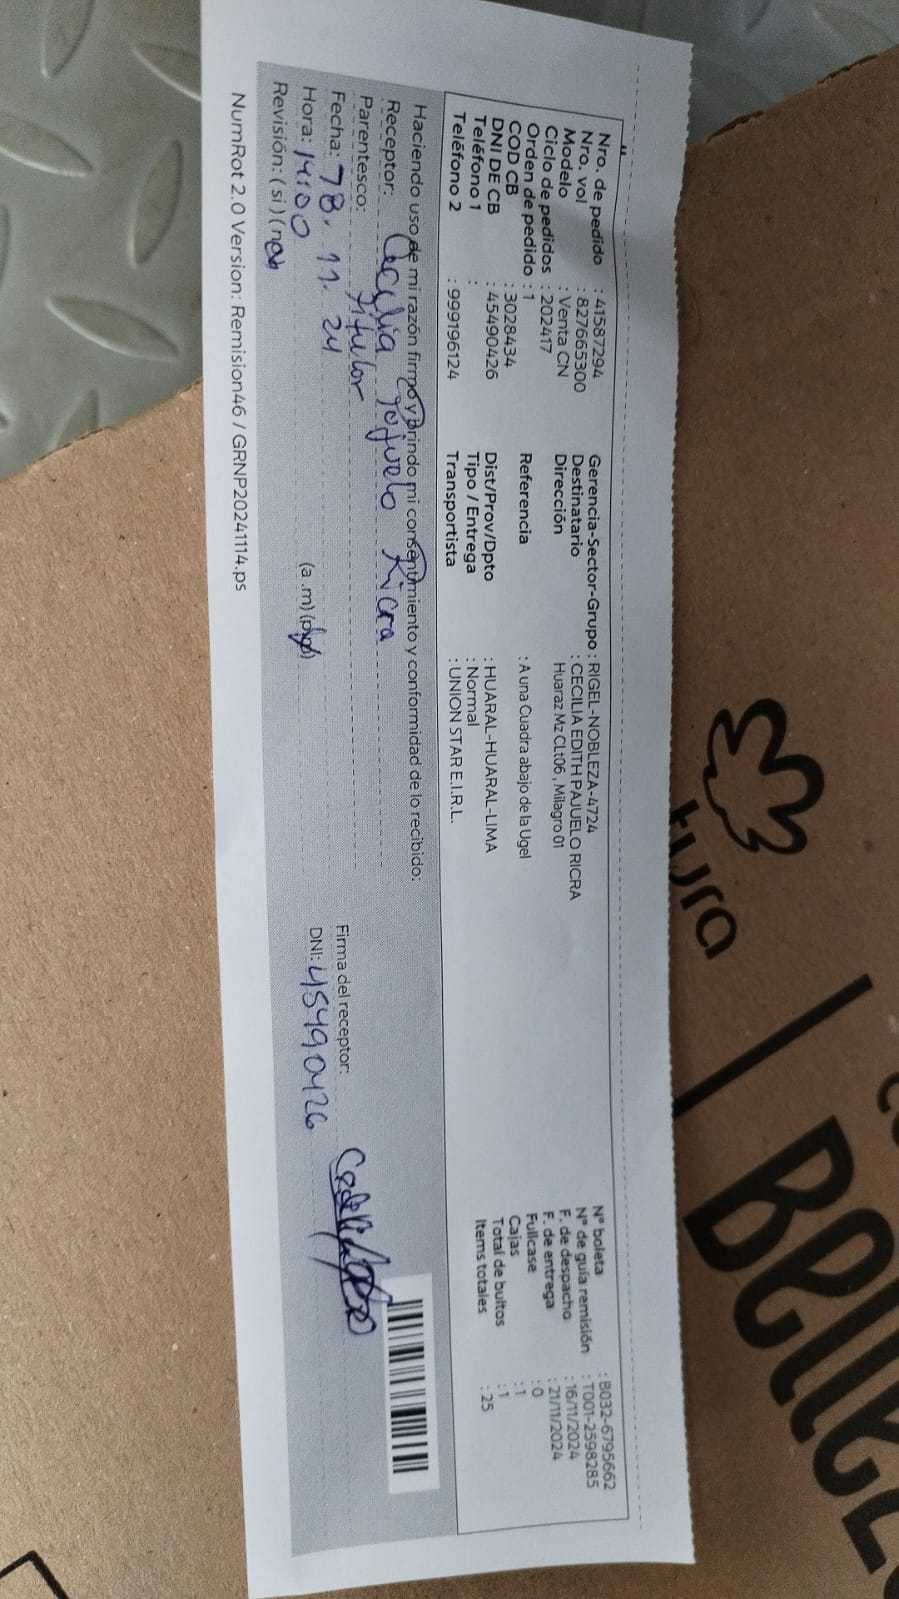 Nro. de pedido : 41587294
Nro. vol : 827665300
Modelo : Venta CN
Ciclo de pedidos : 202417
Orden de pedido : 1
COD CB : 3028434
DNI DE CB : 45490426
Teléfono 1 :
Teléfono 2 : 999196124
Gerencia-Sector-Grupo : RIGEL-NOBLEZA-4724
Destinatario : CECILIA EDITH PAJUELO RICRA
Dirección Huaraz Mz CLt06 , Milagro 01
Referencia : A una Cuadra abajo de la Ugel
Dist/Prov/Dpto : HUARAL-HUARAL-LIMA
Tipo / Entrega : Normal
Transportista : UNION STAR E.I.R.L.
N° boleta : B032-6795662
N° de guía remisión : T001-2598285
F. de despacho : 16/11/2024
F. de entrega : 21/11/2024
Fullcase : 0
Cajas : 1
Total de bultos : 1
Items totales : 25
Haciendo uso de mi razón firmo y brindo mi consentimiento y conformidad de lo recibido:
Receptor: Cecilia Pajuelo Ricra
Parentesco: titular
Fecha: 18. 11. 24
Hora: 14:00 (a .m) (p.m)
Revisión: ( si ) ( no )
Firma del receptor:
DNI: 45490426
NumRot 2.0 Version: Remision46 / GRNP20241114.ps
tura
Belleza